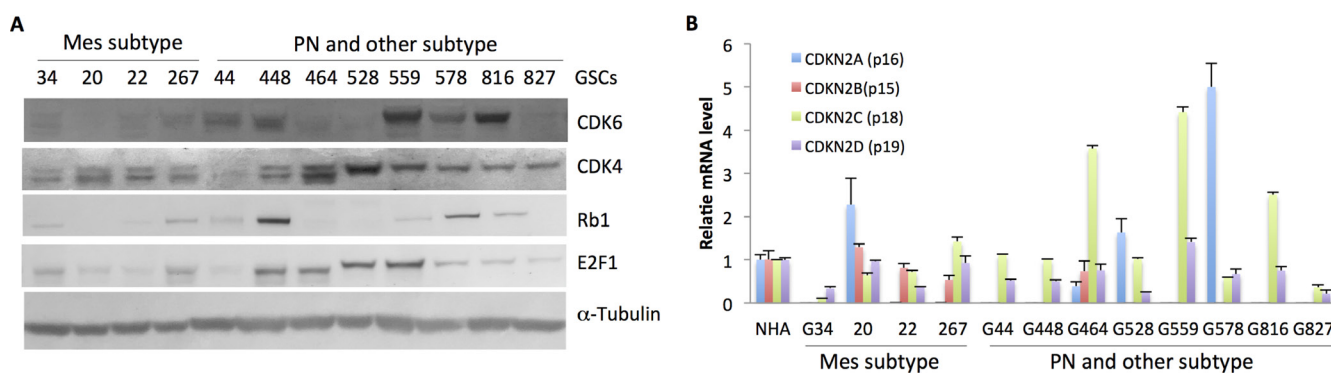 A
Mes subtype
PN and other subtype
34 20 22 267 44 448 464 528 559 578 816 827 GSCs
CDK6
CDK4
Rb1
E2F1
α-Tubulin
B
Relatie mRNA level
6
5
4
3
2
1
0
CDKN2A (p16)
CDKN2B(p15)
CDKN2C (p18)
CDKN2D (p19)
NHA G34 20 22 267 G44 G448 G464 G528 G559 G578 G816 G827
Mes subtype
PN and other subtype